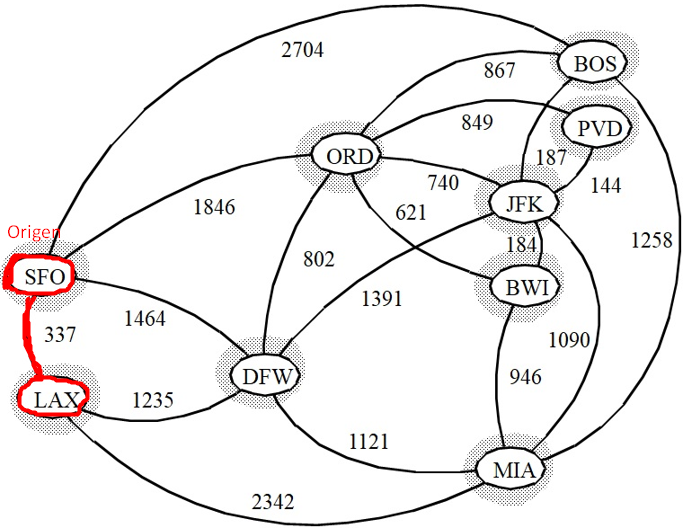 2704
BOS
867
849
PVD
ORD
740
187
144
1846
621
JFK
Origen
184
1258
SFO
802
1391
BWI
1464
337
1090
DFW
946
LAX
1235
1121
MIA
2342